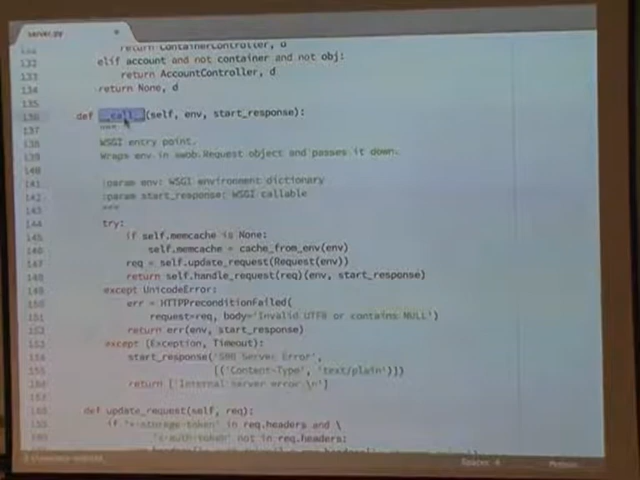 server.py
return ContainerController, d
132 elif account and not container and not obj:
133 return AccountController, d
134 return None, d
135
136 def __call__(self, env, start_response):
137 """
138 WSGI entry point.
139 Wraps env in swob.Request object and passes it down.
140
141 :param env: WSGI environment dictionary
142 :param start_response: WSGI callable
143 """
144 try:
145 if self.memcache is None:
146 self.memcache = cache_from_env(env)
147 req = self.update_request(Request(env))
148 return self.handle_request(req)(env, start_response)
149 except UnicodeError:
150 err = HTTPPreconditionFailed(
151 request=req, body='Invalid UTF8 or contains NULL')
152 return err(env, start_response)
153 except (Exception, Timeout):
154 start_response('500 Server Error',
155 [('Content-Type', 'text/plain')])
156 return ['Internal server error.\n']
157
158 def update_request(self, req):
159 if 'x-storage-token' in req.headers and \
160 'x-auth-token' not in req.headers:
Spaces: 4 Python